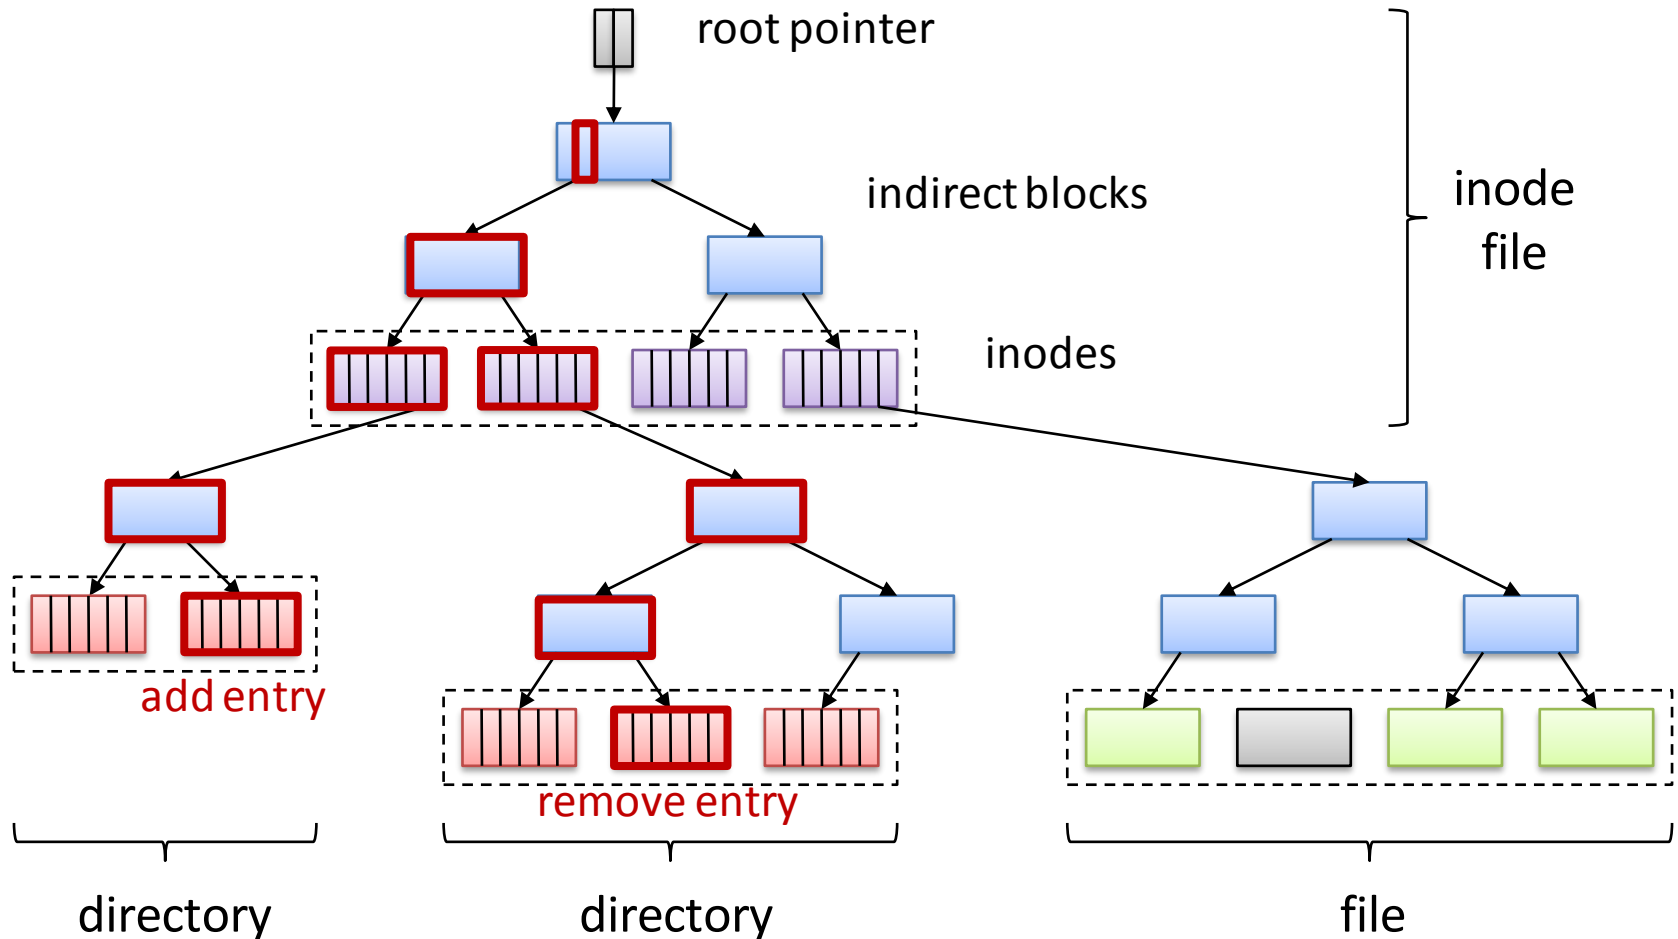 root pointer
indirect blocks
inode
file
inodes
add entry
remove entry
directory
directory
file